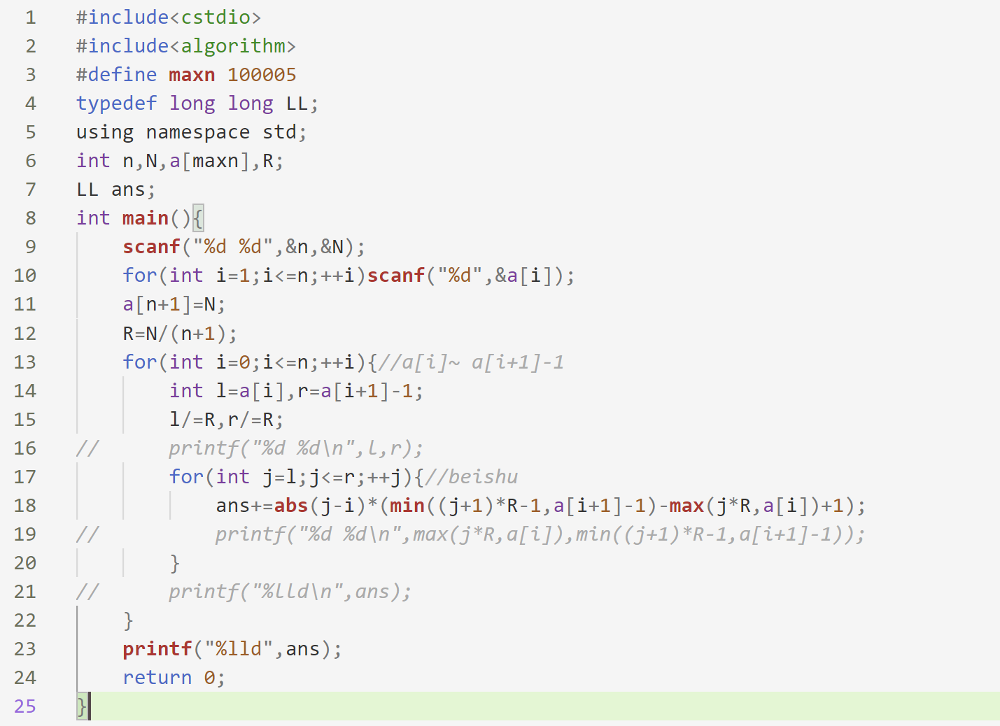 1 #include<cstdio>
2 #include<algorithm>
3 #define maxn 100005
4 typedef long long LL;
5 using namespace std;
6 int n,N,a[maxn],R;
7 LL ans;
8 int main(){
9     scanf("%d %d",&n,&N);
10     for(int i=1;i<=n;++i)scanf("%d",&a[i]);
11     a[n+1]=N;
12     R=N/(n+1);
13     for(int i=0;i<=n;++i){//a[i]~ a[i+1]-1
14         int l=a[i],r=a[i+1]-1;
15         l/=R,r/=R;
16 //      printf("%d %d\n",l,r);
17         for(int j=l;j<=r;++j){//beishu
18             ans+=abs(j-i)*(min((j+1)*R-1,a[i+1]-1)-max(j*R,a[i])+1);
19 //          printf("%d %d\n",max(j*R,a[i]),min((j+1)*R-1,a[i+1]-1));
20         }
21 //      printf("%lld\n",ans);
22     }
23     printf("%lld",ans);
24     return 0;
25 }